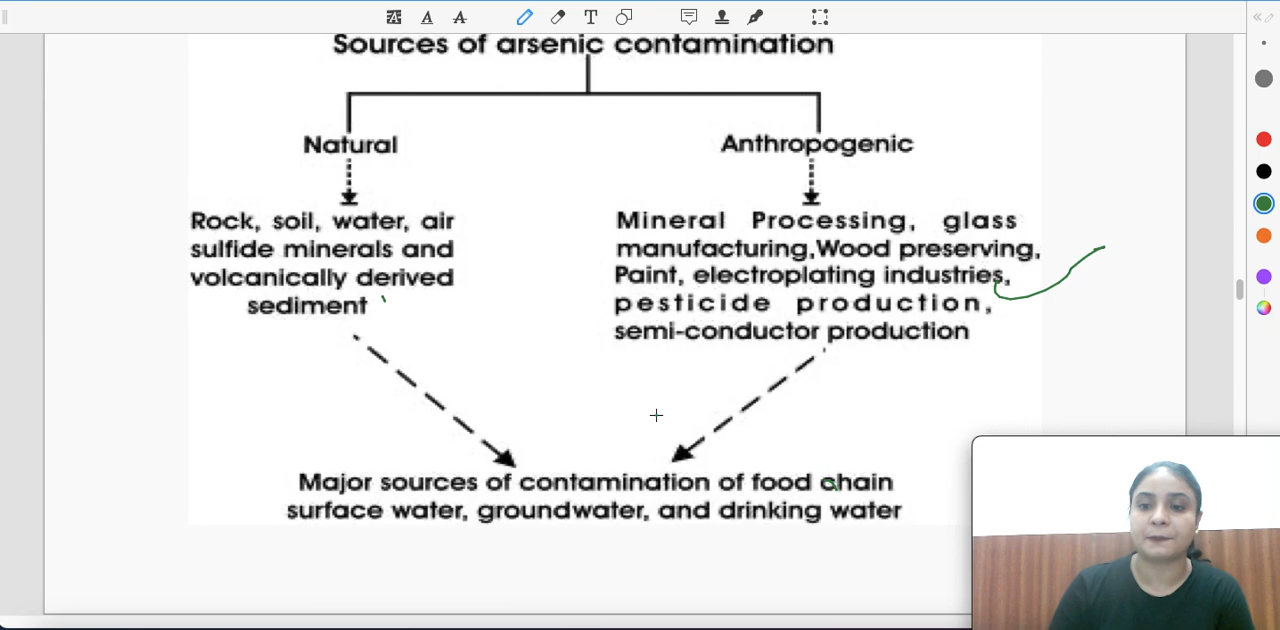 Sources of arsenic contamination
Natural
Anthropogenic
Rock, soil, water, air
sulfide minerals and
volcanically derived
sediment
Mineral Processing, glass
manufacturing,Wood preserving,
Paint, electroplating industries,
pesticide production,
semi-conductor production
Major sources of contamination of food chain
surface water, groundwater, and drinking water